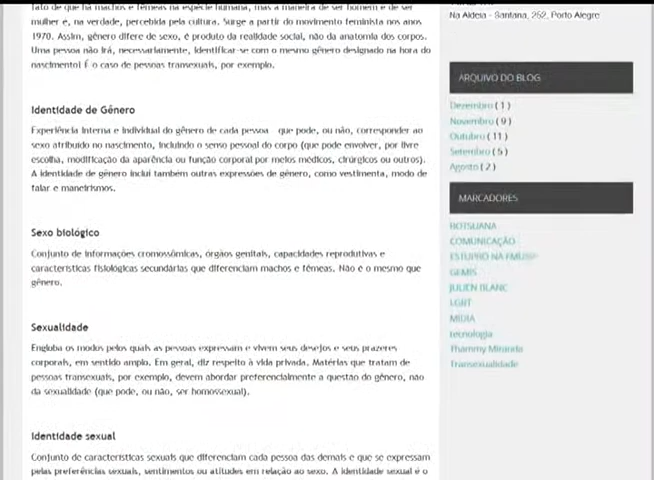 fato de que há machos e fêmeas na espécie humana, mas a maneira de ser homem e de ser
mulher é, na verdade, percebida pela cultura. Surge a partir do movimento feminista nos anos
1970. Assim, gênero difere de sexo, é produto da realidade social, não da anatomia dos corpos.
Uma pessoa não irá, necessariamente, identificar-se com o mesmo gênero designado na hora do
nascimento! É o caso de pessoas transexuais, por exemplo.
Identidade de Gênero
Experiência interna e individual do gênero de cada pessoa que pode, ou não, corresponder ao
sexo atribuído no nascimento, incluindo o senso pessoal do corpo (que pode envolver, por livre
escolha, modificação da aparência ou função corporal por meios médicos, cirúrgicos ou outros).
A identidade de gênero inclui também outras expressões de gênero, como vestimenta, modo de
falar e maneirismos.
Sexo biológico
Conjunto de informações cromossômicas, órgãos genitais, capacidades reprodutivas e
características fisiológicas secundárias que diferenciam machos e fêmeas. Não é o mesmo que
gênero.
Sexualidade
Engloba os modos pelos quais as pessoas expressam e vivem seus desejos e seus prazeres
corporais, em sentido amplo. Em geral, diz respeito à vida privada. Matérias que tratam de
pessoas transexuais, por exemplo, devem abordar preferencialmente a questão do gênero, não
da sexualidade (que pode, ou não, ser homossexual).
Identidade sexual
Conjunto de características sexuais que diferenciam cada pessoa das demais e que se expressam
pelas preferências sexuais, sentimentos ou atitudes em relação ao sexo. A identidade sexual é o
Na Aldeia - Santana, 252, Porto Alegre
ARQUIVO DO BLOG
Dezembro ( 1 )
Novembro ( 9 )
Outubro ( 11 )
Setembro ( 5 )
Agosto ( 2 )
MARCADORES
BOTSUANA
COMUNICAÇÃO
ESTUPRO NA FMUSP
GEMIS
JULIEN BLANC
LGBT
MÍDIA
tecnologia
Thammy Miranda
Transexualidade